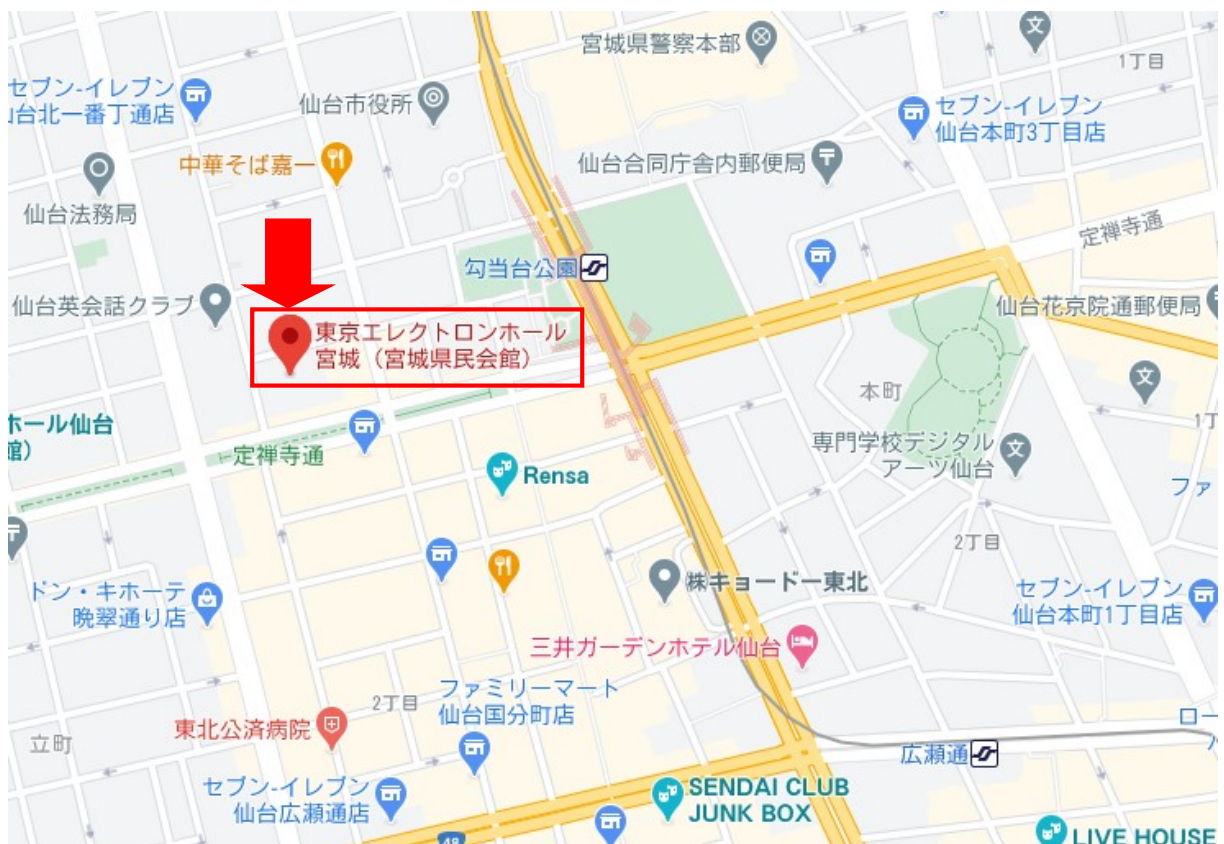 宮城県警察本部
1丁目
セブン-イレブン
仙台北一番丁通店
仙台市役所
セブン-イレブン
仙台本町3丁目店
中華そば嘉一
仙台合同庁舎内郵便局
仙台法務局
定禅寺通
勾当台公園
仙台英会話クラブ
仙台花京院通郵便局
東京エレクトロンホール
宮城（宮城県民会館）
本町
ホール仙台
館）
1丁
定禅寺通
専門学校デジタル
アーツ仙台
Rensa
ファ
2丁目
ドン・キホーテ
晩翠通り店
㈱キョードー東北
セブン-イレブン
仙台本町1丁目店
三井ガーデンホテル仙台
2丁目
ファミリーマート
仙台国分町店
東北公済病院
立町
ロー
広瀬通
セブン-イレブン
仙台広瀬通店
SENDAI CLUB
JUNK BOX
48
LIVE HOUSE